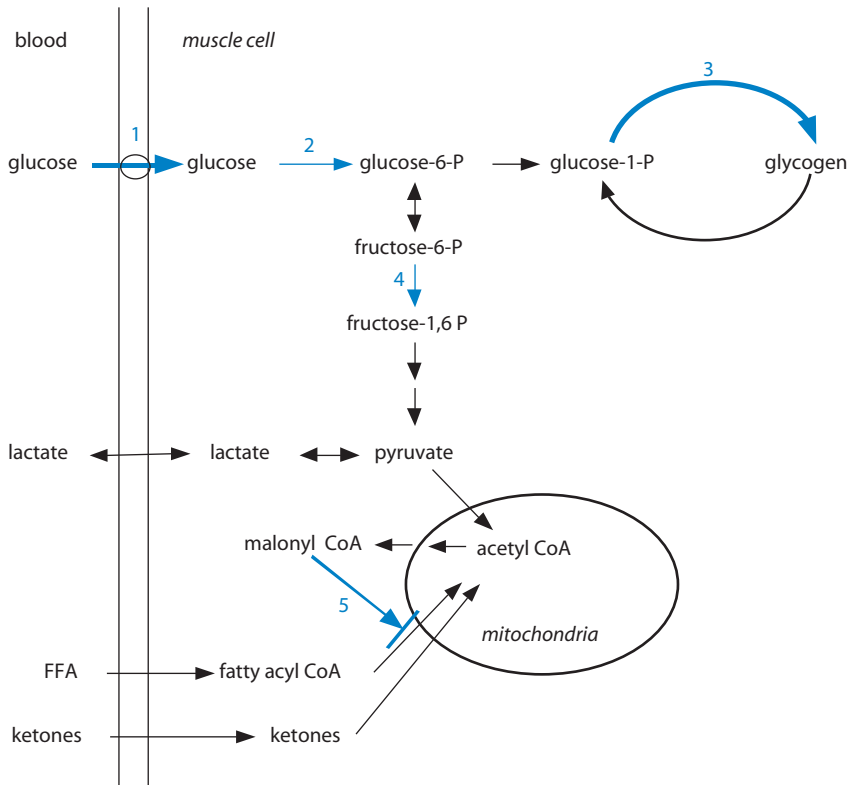 blood
muscle cell
3
1
2
glucose
glucose
glucose-6-P
glucose-1-P
glycogen
fructose-6-P
4
fructose-1,6 P
lactate
lactate
pyruvate
malonyl CoA
acetyl CoA
5
mitochondria
FFA
fatty acyl CoA
ketones
ketones